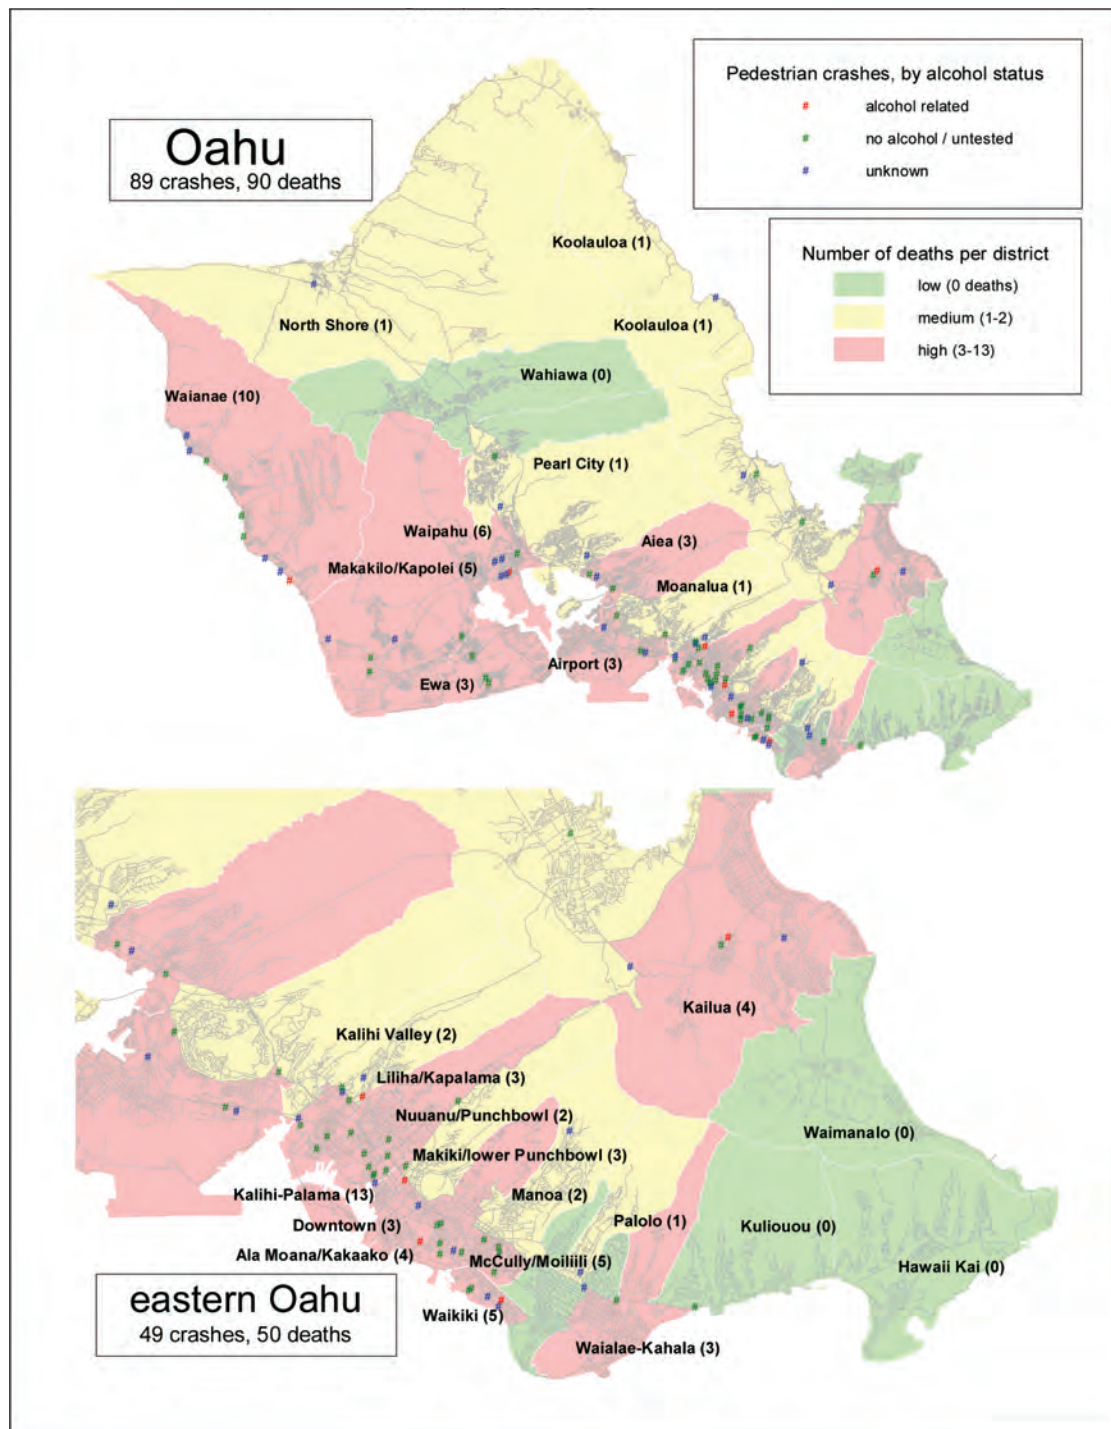 Oahu
89 crashes, 90 deaths
Pedestrian crashes, by alcohol status
# alcohol related
# no alcohol / untested
# unknown
Number of deaths per district
low (0 deaths)
medium (1-2)
high (3-13)
Koolauloa (1)
North Shore (1)
Koolauloa (1)
Wahiawa (0)
Waianae (10)
Pearl City (1)
Waipahu (6)
Aiea (3)
Makakilo/Kapolei (5)
Moanalua (1)
Airport (3)
Ewa (3)
Kailua (4)
Kalihi Valley (2)
Liliha/Kapalama (3)
Nuuanu/Punchbowl (2)
Waimanalo (0)
Makiki/lower Punchbowl (3)
Kalihi-Palama (13)
Manoa (2)
Downtown (3)
Palolo (1)
Kuliouou (0)
Ala Moana/Kakaako (4)
McCully/Moiliili (5)
Hawaii Kai (0)
eastern Oahu
49 crashes, 50 deaths
Waikiki (5)
Waialae-Kahala (3)